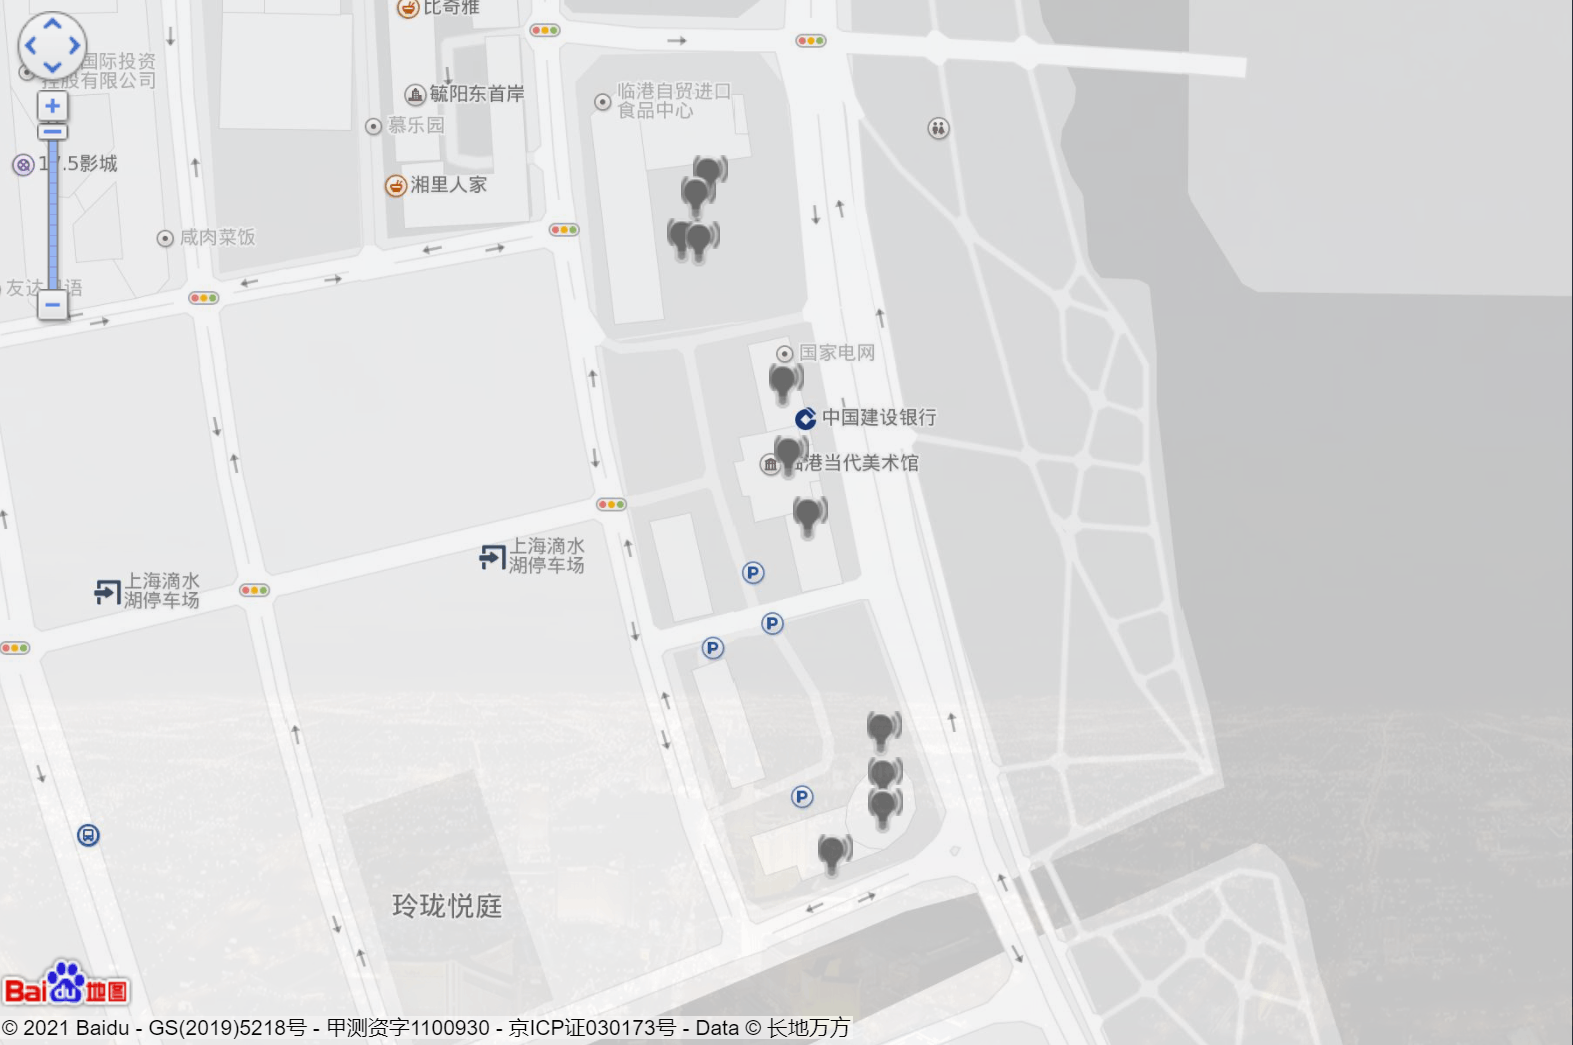 比奇雅
国际投资
控股有限公司
毓阳东首岸
慕乐园
临港自贸进口
食品中心
17.5影城
湘里人家
咸肉菜饭
友达
语
国家电网
中国建设银行
港当代美术馆
上海滴水
湖停车场
上海滴水
湖停车场
P
P
P
P
玲珑悦庭
Bai du 地图
© 2021 Baidu - GS(2019)5218号 - 甲测资字1100930 - 京ICP证030173号 - Data © 长地万方